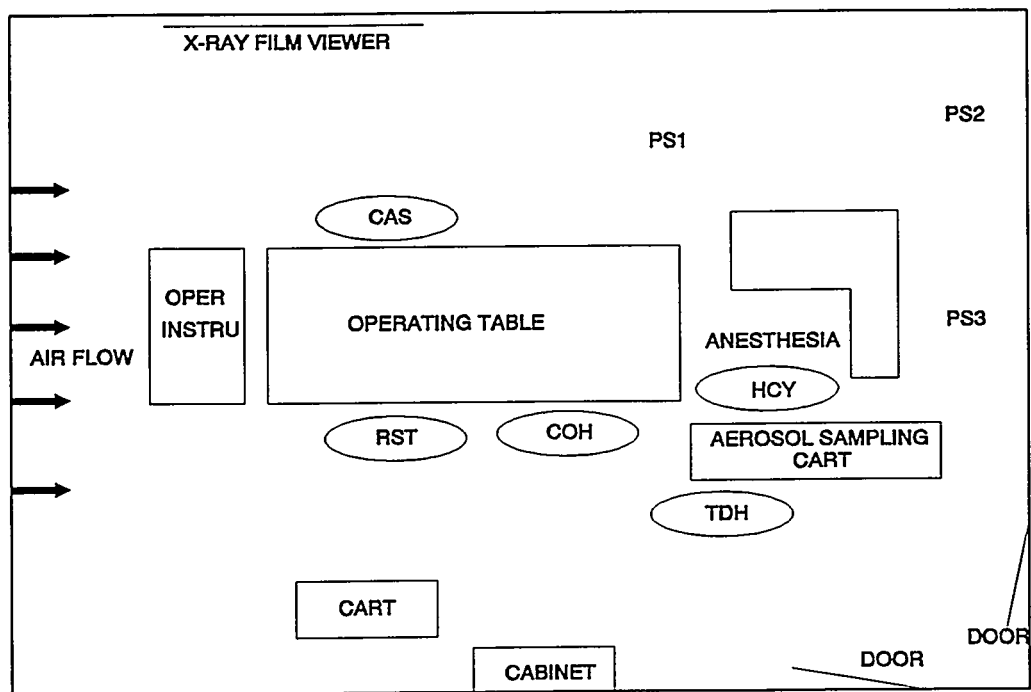 X-RAY FILM VIEWER
PS2
PS1
CAS
OPER
INSTRU
OPERATING TABLE
PS3
AIR FLOW
ANESTHESIA
HCY
RST
COH
AEROSOL SAMPLING
CART
TDH
CART
DOOR
DOOR
CABINET